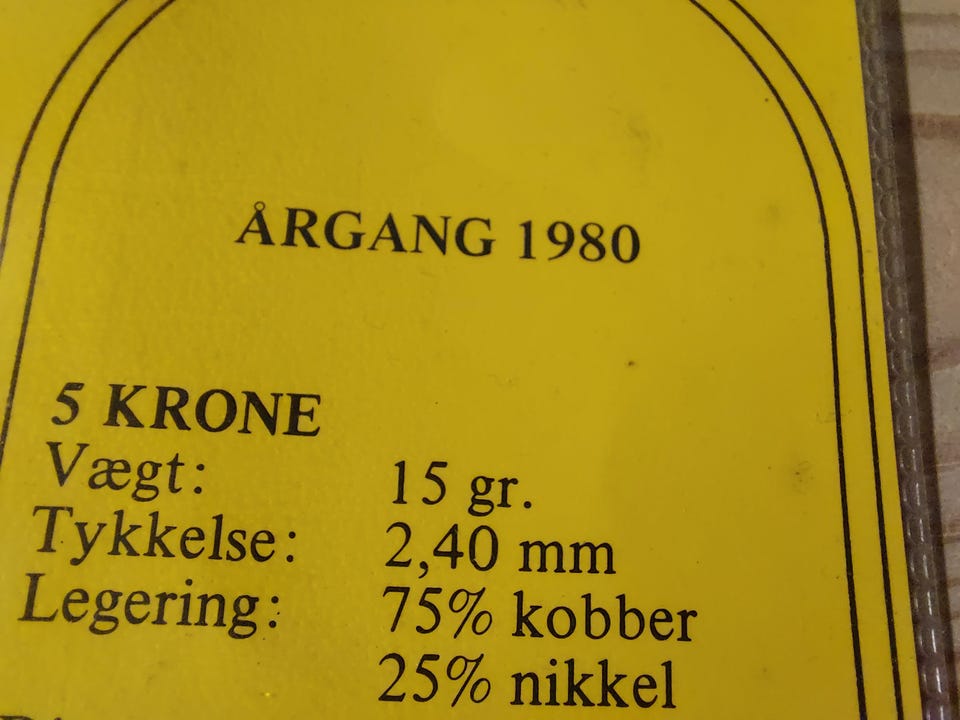 ÅRGANG 1980
5 KRONE
Vægt: 15 gr.
Tykkelse: 2,40 mm
Legering: 75% kobber
25% nikkel